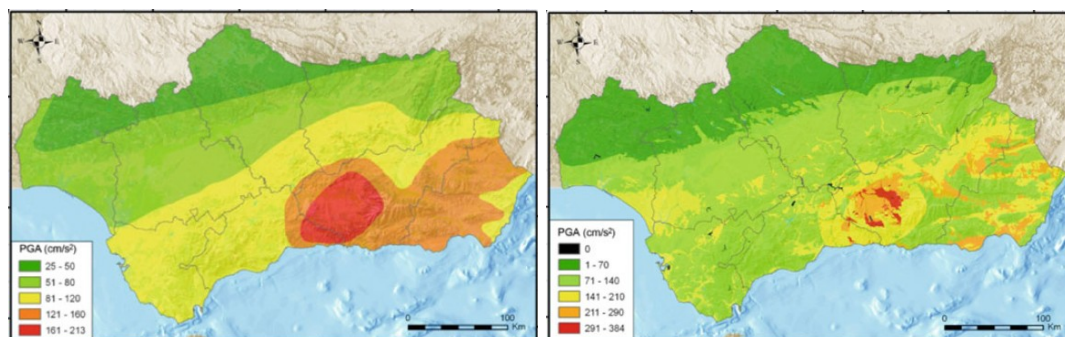 N
W
E
S
PGA (cm/s²)
25 - 50
51 - 80
81 - 120
121 - 160
161 - 213
0
100
Km
N
W
E
S
PGA (cm/s²)
0
1 - 70
71 - 140
141 - 210
211 - 290
291 - 384
0
100
Km